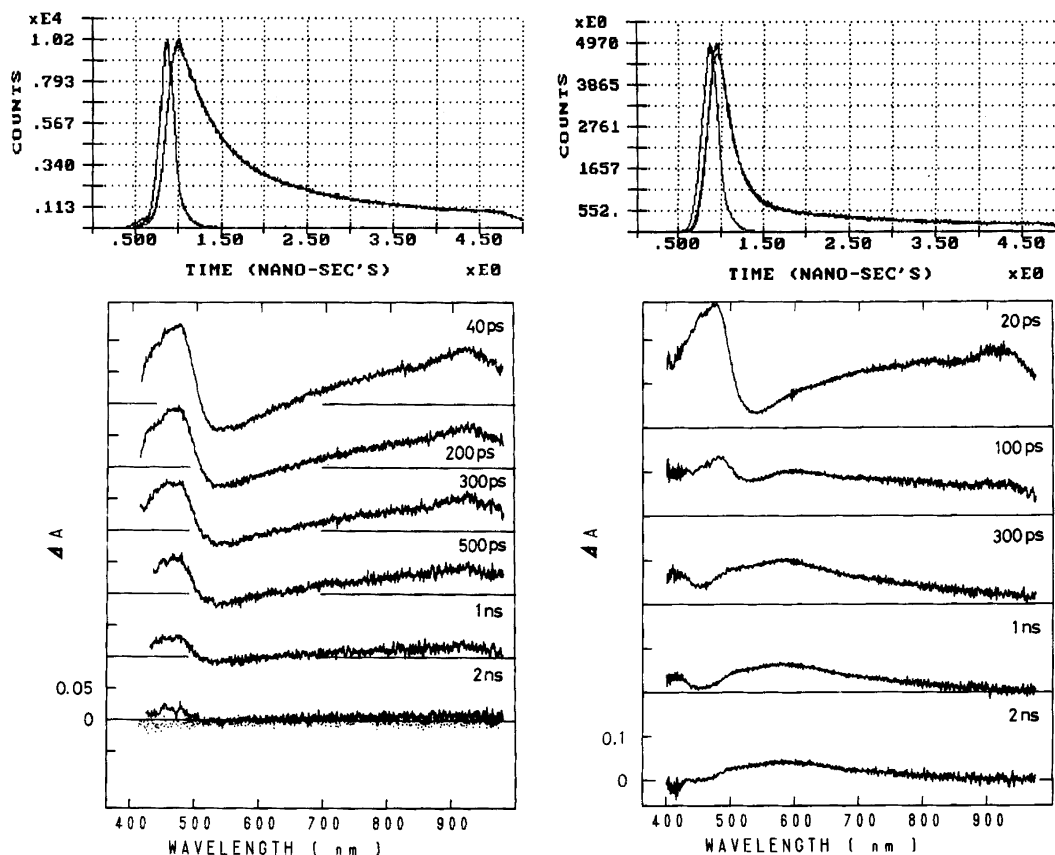 xE4
1.02
.793
.567
.340
.113
COUNTS
.500 1.50 2.50 3.50 4.50
TIME (NANO-SEC'S) xE0
xE0
4970
3865
2761
1657
552.
COUNTS
.500 1.50 2.50 3.50 4.50
TIME (NANO-SEC'S) xE0
40ps
200ps
300ps
500ps
1ns
2ns
0.05
0
ΔA
400 500 600 700 800 900
WAVELENGTH ( nm )
20ps
100ps
300ps
1ns
2ns
0.1
0
400 500 600 700 800 900
WAVELENGTH ( nm )